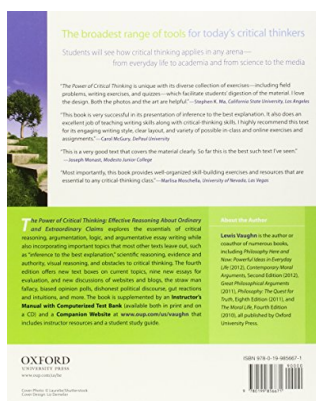 The broadest range of tools for today's critical thinkers
Students will see how critical thinking applies in any arena—
from everyday life to academia and from science to the media
"The Power of Critical Thinking is unique with its diverse collection of exercises—including field
problems, writing exercises, and quizzes—which facilitate students' digestion of the material. I love
the design. Both the photos and the art are helpful." —Stephen K. Ma, California State University, Los Angeles
"This book is very successful in its presentation of inference to the best explanation. It also does an
excellent job of teaching writing skills along with critical thinking skills. I highly recommend this text
for its engaging writing style, clear layout, and variety of possible in-class and online exercises and
assignments." —Carol McGary, DePaul University
"This is a very good text that covers the material clearly. So far this is the best such text I've seen."
—Joseph Monast, Modesto Junior College
"Most importantly, this book provides well-organized skill-building exercises and resources that are
essential to any critical thinking class." —Marissa Moschella, University of Nevada, Las Vegas
The Power of Critical Thinking: Effective Reasoning About Ordinary
and Extraordinary Claims explores the essentials of critical
reasoning, argumentation, logic, and argumentative essay writing while
also incorporating important topics that most other texts leave out, such
as "inference to the best explanation," scientific reasoning, evidence and
authority, visual reasoning, and obstacles to critical thinking. The
fourth edition offers new text boxes on current topics, nine new essays for
evaluation, and new discussions of websites and blogs, the straw man
fallacy, biased opinion polls, dishonest political discourse, gut reactions
and intuitions, and more. The book is supplemented by an Instructor's
Manual with Computerized Test Bank (available both in print and on
a CD) and a Companion Website at www.oup.com/us/vaughn that
includes instructor resources and a student study guide.
About the Author
Lewis Vaughn is the author or
coauthor of numerous books,
including Philosophy Here and
Now: Powerful Ideas in Everyday
Life (2012), Contemporary Moral
Arguments, Second Edition (2012),
Great Philosophical Arguments
(2011), Philosophy: The Quest for
Truth, Eighth Edition (2011), and
The Moral Life, Fourth Edition
(2010), all published by Oxford
University Press.
OXFORD
UNIVERSITY PRESS
www.oup.com/us/he
Cover Design:
ISBN 978-0-19-985667-1
90000
9 780199 856671